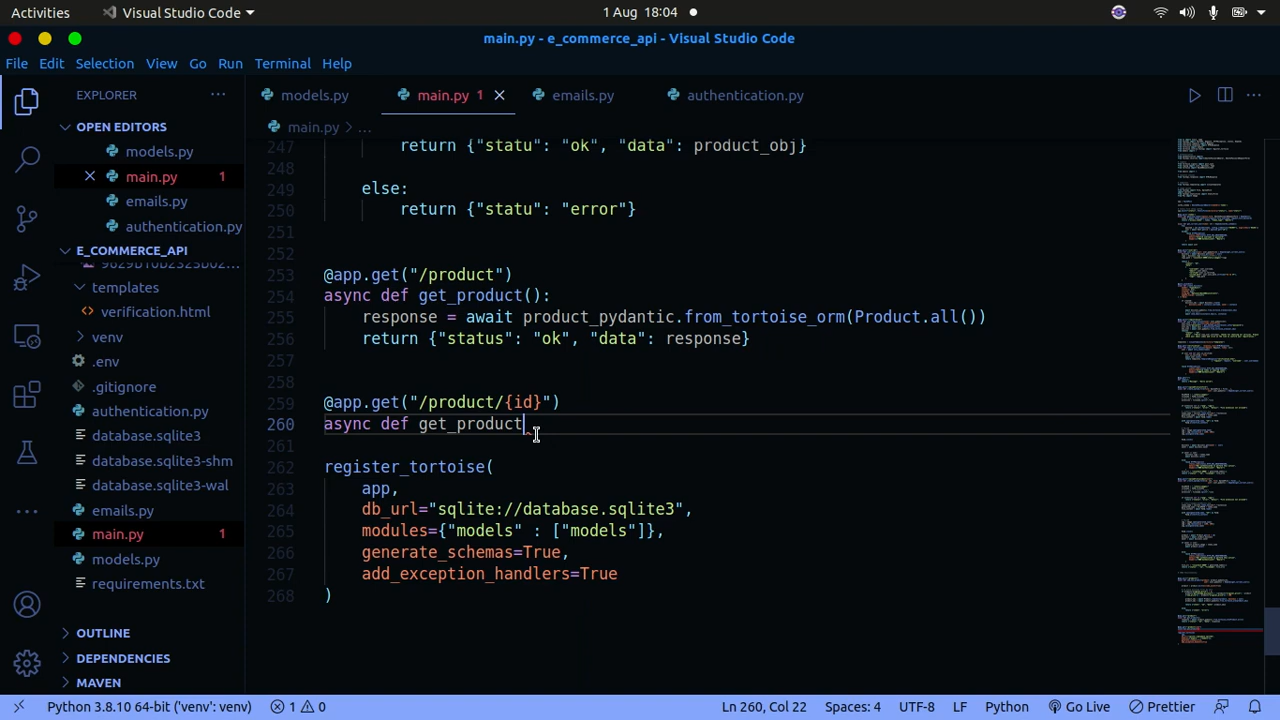 Activities
Visual Studio Code
1 Aug 18:04
main.py - e_commerce_api - Visual Studio Code
File Edit Selection View Go Run Terminal Help
EXPLORER
OPEN EDITORS
models.py
main.py 1
emails.py
authentication.py
E_COMMERCE_API
templates
verification.html
venv
.env
.gitignore
authentication.py
database.sqlite3
database.sqlite3-shm
database.sqlite3-wal
emails.py
main.py 1
models.py
requirements.txt
OUTLINE
DEPENDENCIES
MAVEN
models.py main.py 1 emails.py authentication.py
main.py > ...
247 return {"statu": "ok", "data": product_obj}
248
249 else:
250 return {"statu": "error"}
251
252
253 @app.get("/product")
254 async def get_product():
255 response = await product_pydantic.from_tortoise_orm(Product.all())
256 return {"status": "ok", "data": response}
257
258
259 @app.get("/product/{id}")
260 async def get_product
261
262 register_tortoise(
263 app,
264 db_url="sqlite://database.sqlite3",
265 modules={"models" : ["models"]},
266 generate_schemas=True,
267 add_exception_handlers=True
268 )
Python 3.8.10 64-bit ('venv': venv) 1 0 Ln 260, Col 22 Spaces: 4 UTF-8 LF Python Go Live Prettier